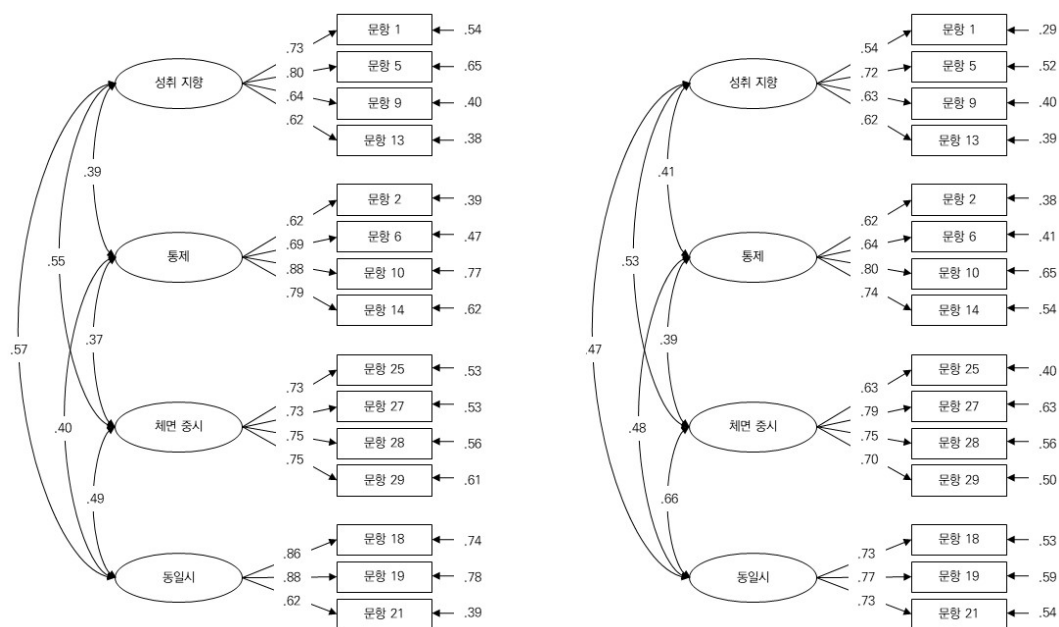 .73
.80
.64
.62
성취 지향
문항 1
문항 5
문항 9
문항 13
.54
.65
.40
.38
.39
.62
.69
.88
.79
통제
문항 2
문항 6
문항 10
문항 14
.39
.47
.77
.62
.55
.37
.57
.73
.73
.75
.75
체면 중시
문항 25
문항 27
문항 28
문항 29
.53
.53
.56
.61
.40
.49
.86
.88
.62
동일시
문항 18
문항 19
문항 21
.74
.78
.39
.54
.72
.63
.62
성취 지향
문항 1
문항 5
문항 9
문항 13
.29
.52
.40
.39
.41
.62
.64
.80
.74
통제
문항 2
문항 6
문항 10
문항 14
.38
.41
.65
.54
.53
.39
.47
.63
.79
.75
.70
체면 중시
문항 25
문항 27
문항 28
문항 29
.40
.63
.56
.50
.48
.66
.73
.77
.73
동일시
문항 18
문항 19
문항 21
.53
.59
.54